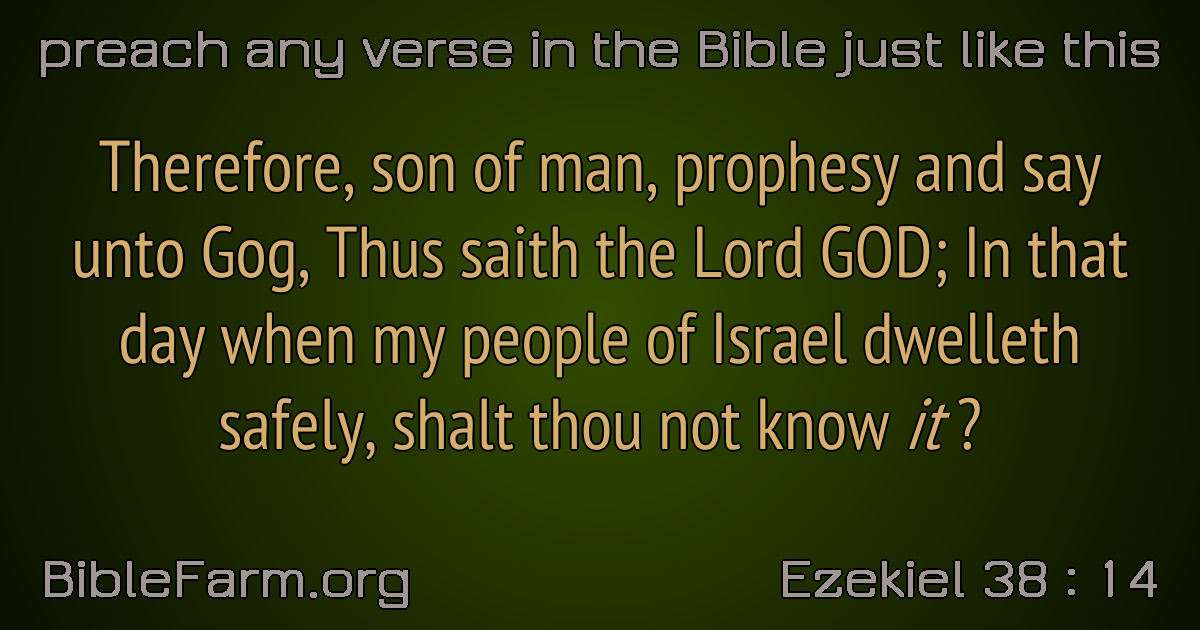 preach any verse in the Bible just like this
Therefore, son of man, prophesy and say
unto Gog, Thus saith the Lord GOD; In that
day when my people of Israel dwelleth
safely, shalt thou not know it ?
BibleFarm.org
Ezekiel 38 : 14